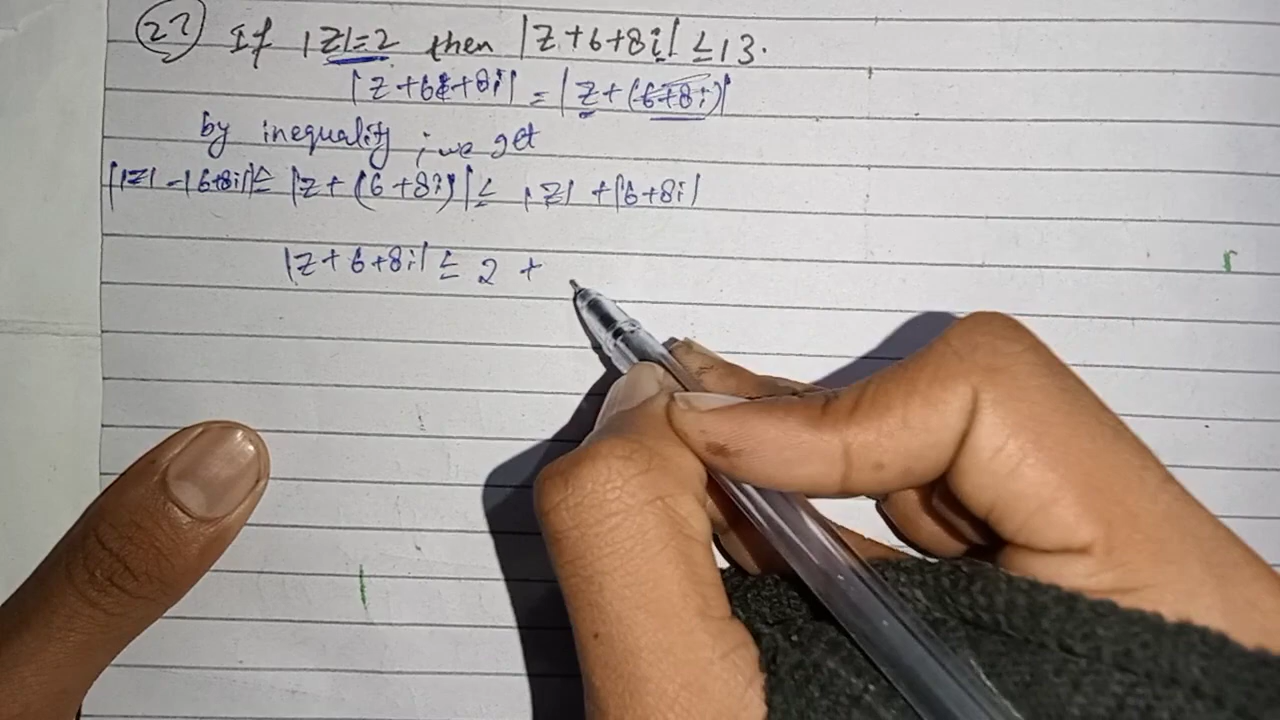 (27) If |z|=2 then |z+6+8i| ≤ 13.
|z+6+8i| = |z+(6+8i)|
by inequality ; we get
||z| - |6+8i| ≤ |z+(6+8i)| ≤ |z| + |6+8i|
|z+6+8i| ≤ 2 +